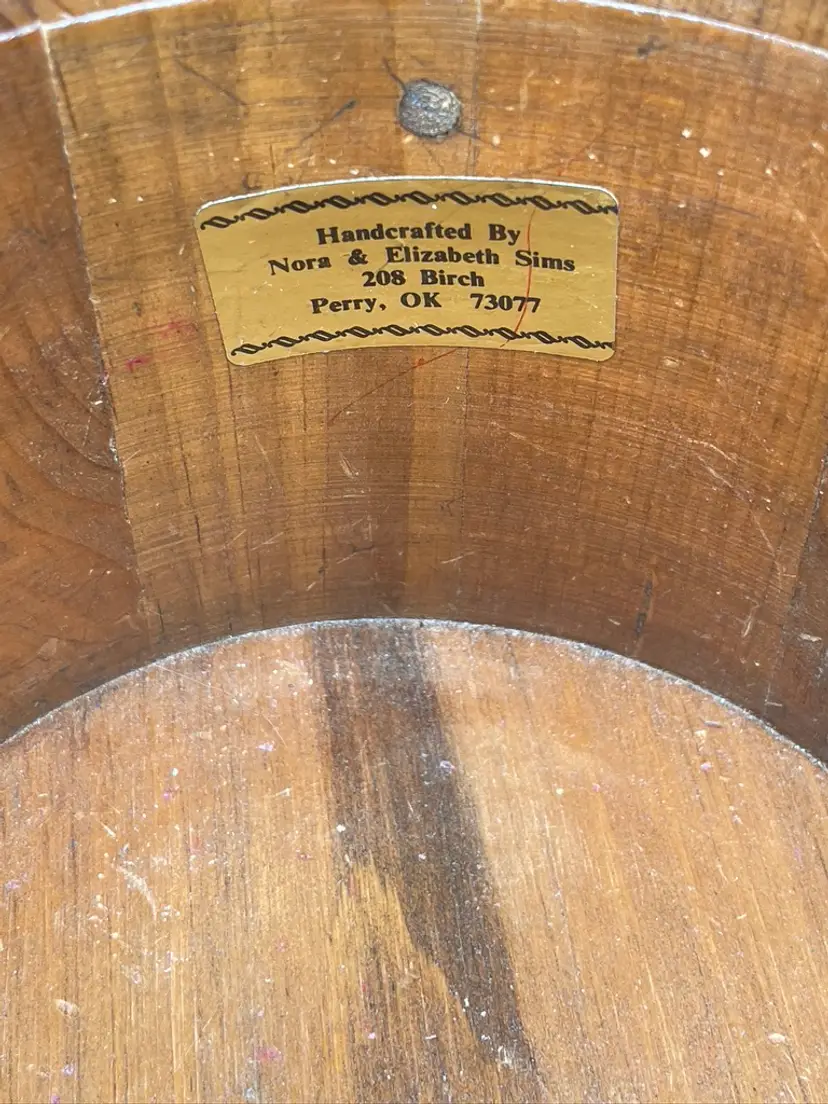 Handcrafted By
Nora & Elizabeth Sims
208 Birch
Perry, OK 73077